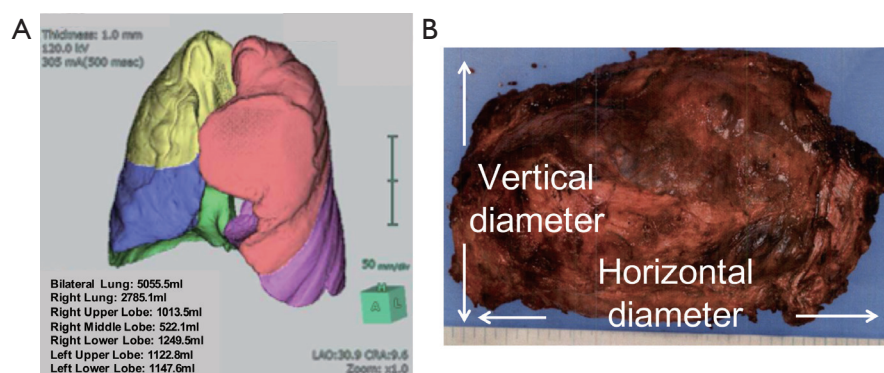 A
Thickness: 1.0 mm
120.0 kV
305 mA(500 msec)
50 mm/div
H
A L
Bilateral Lung: 5055.5ml
Right Lung: 2785.1ml
Right Upper Lobe: 1013.5ml
Right Middle Lobe: 522.1ml
Right Lower Lobe: 1249.5ml
Left Upper Lobe: 1122.8ml
Left Lower Lobe: 1147.6ml
LAO:30.9 CRA:9.6
Zoom: x1.0
B
Vertical
diameter
Horizontal
diameter